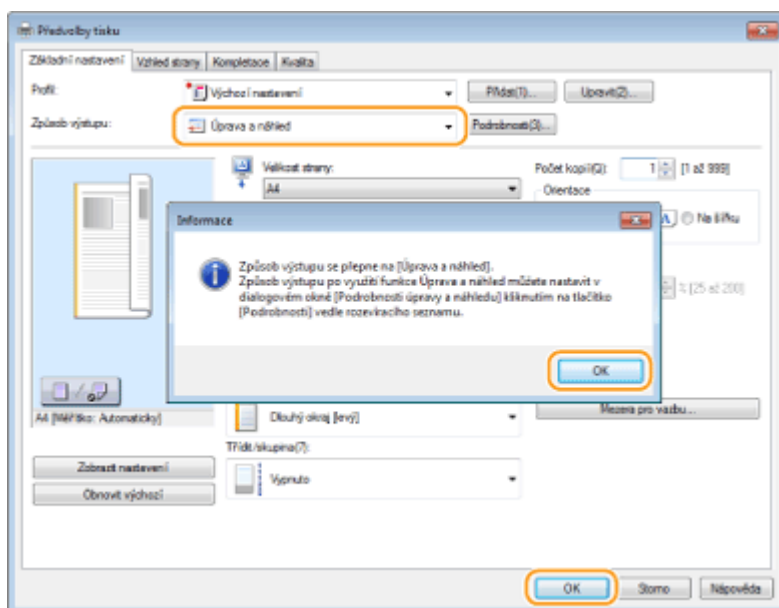 Předvolby tisku
Základní nastavení Vzhled strany Kompletace Kvalita
Profil: Výchozí nastavení Přidat(1)... Upravit(2)...
Způsob výstupu: Úprava a náhled Podrobnosti(3)...
Velikost strany: Počet kopií(Q): 1 [1 až 999]
A4 Orientace
A Na šířku
Informace
Způsob výstupu se přepne na [Úprava a náhled].
Způsob výstupu po využití funkce Úprava a náhled můžete nastavit v
dialogovém okně [Podrobnosti úpravy a náhledu] kliknutím na tlačítko
[Podrobnosti] vedle rozevíracího seznamu.
% [25 až 200]
OK
A4 [Měřítko: Automaticky] Dlouhý okraj [levý] Mezera pro vazbu...
Třídit/skupina(7):
Zobrazit nastavení Vypnuto
Obnovit výchozí
OK Storno Nápověda